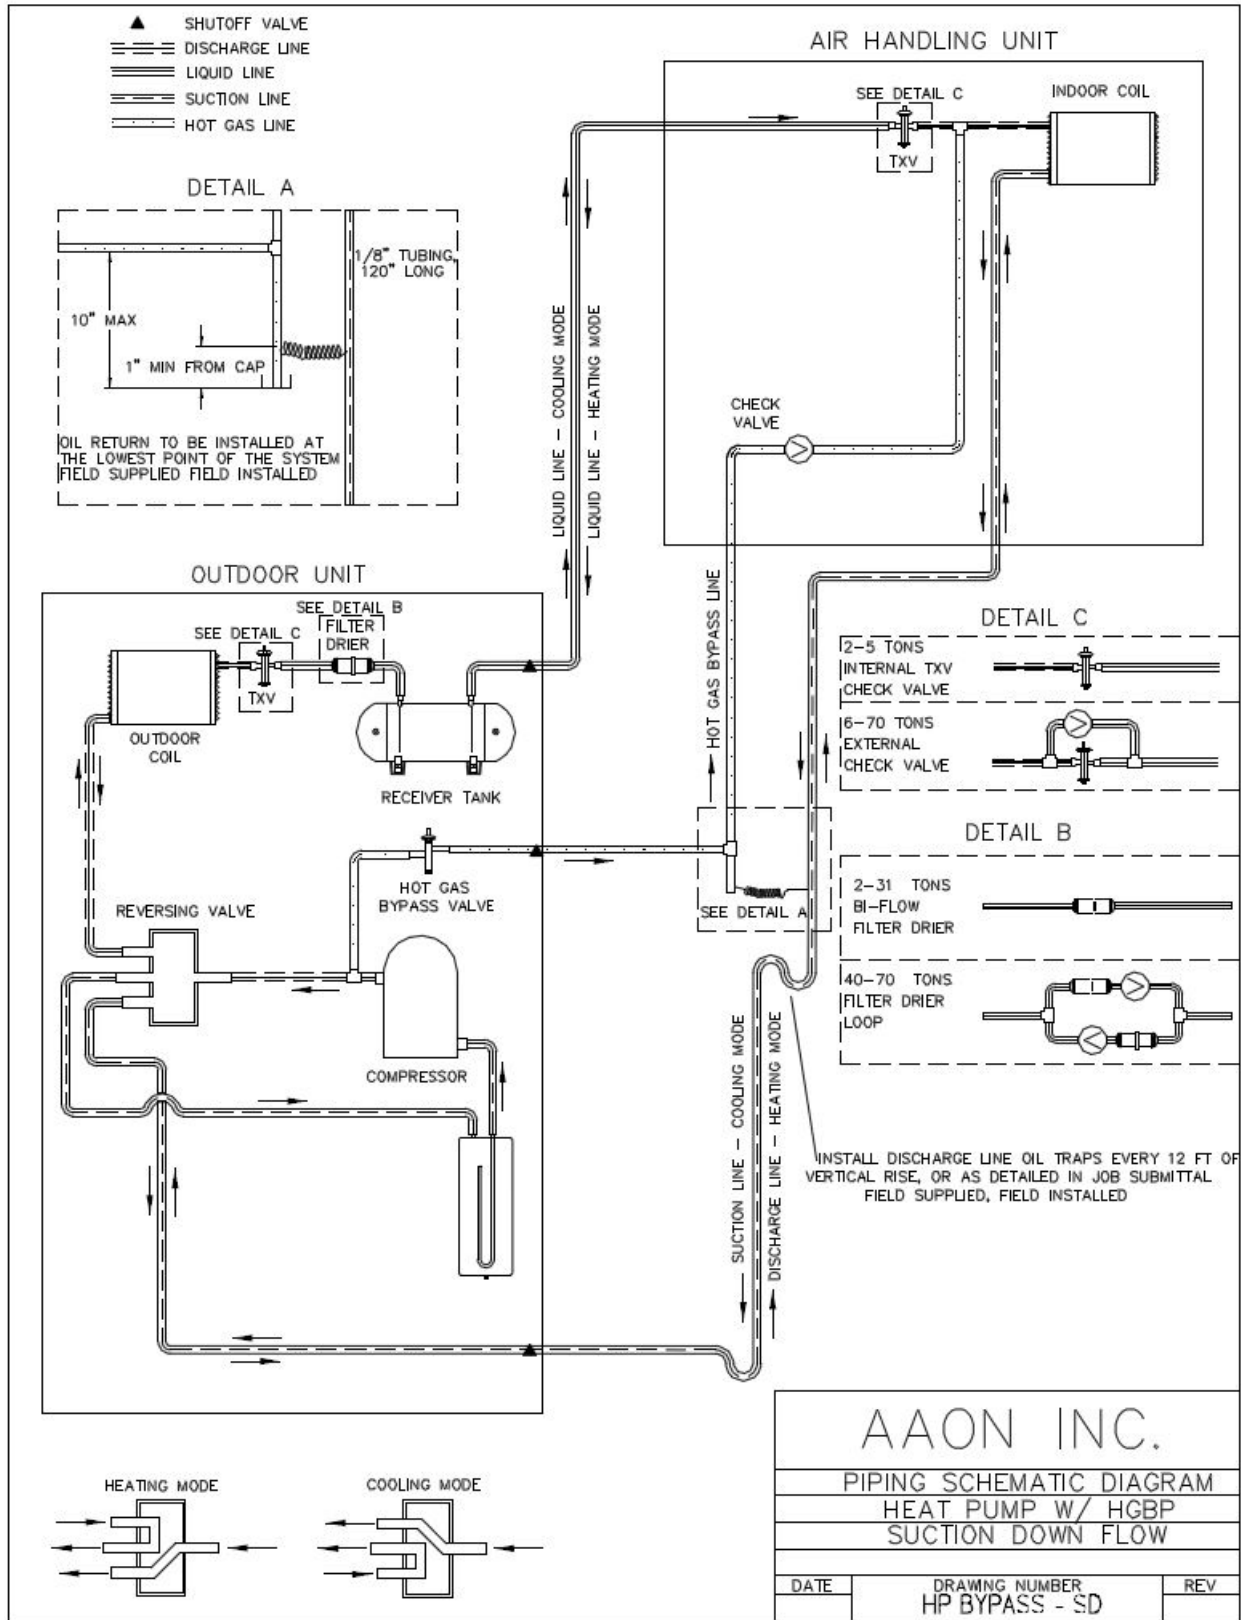 SHUTOFF VALVE
DISCHARGE LINE
LIQUID LINE
SUCTION LINE
HOT GAS LINE
DETAIL A
1/8" TUBING,
120" LONG
10" MAX
1" MIN FROM CAP
OIL RETURN TO BE INSTALLED AT
THE LOWEST POINT OF THE SYSTEM
FIELD SUPPLIED FIELD INSTALLED
AIR HANDLING UNIT
SEE DETAIL C
INDOOR COIL
TXV
CHECK
VALVE
LIQUID LINE - COOLING MODE
LIQUID LINE - HEATING MODE
OUTDOOR UNIT
SEE DETAIL B
FILTER
DRIER
SEE DETAIL C
TXV
OUTDOOR
COIL
RECEIVER TANK
HOT GAS BYPASS LINE
HOT GAS
BYPASS VALVE
REVERSING VALVE
COMPRESSOR
SEE DETAIL A
SUCTION LINE - COOLING MODE
DISCHARGE LINE - HEATING MODE
DETAIL C
2-5 TONS
INTERNAL TXV
CHECK VALVE
6-70 TONS
EXTERNAL
CHECK VALVE
DETAIL B
2-31 TONS
BI-FLOW
FILTER DRIER
40-70 TONS
FILTER DRIER
LOOP
INSTALL DISCHARGE LINE OIL TRAPS EVERY 12 FT OF
VERTICAL RISE, OR AS DETAILED IN JOB SUBMITTAL
FIELD SUPPLIED, FIELD INSTALLED
HEATING MODE
COOLING MODE
AAON INC.
PIPING SCHEMATIC DIAGRAM
HEAT PUMP W/ HGBP
SUCTION DOWN FLOW
DATE
DRAWING NUMBER
HP BYPASS - SD
REV